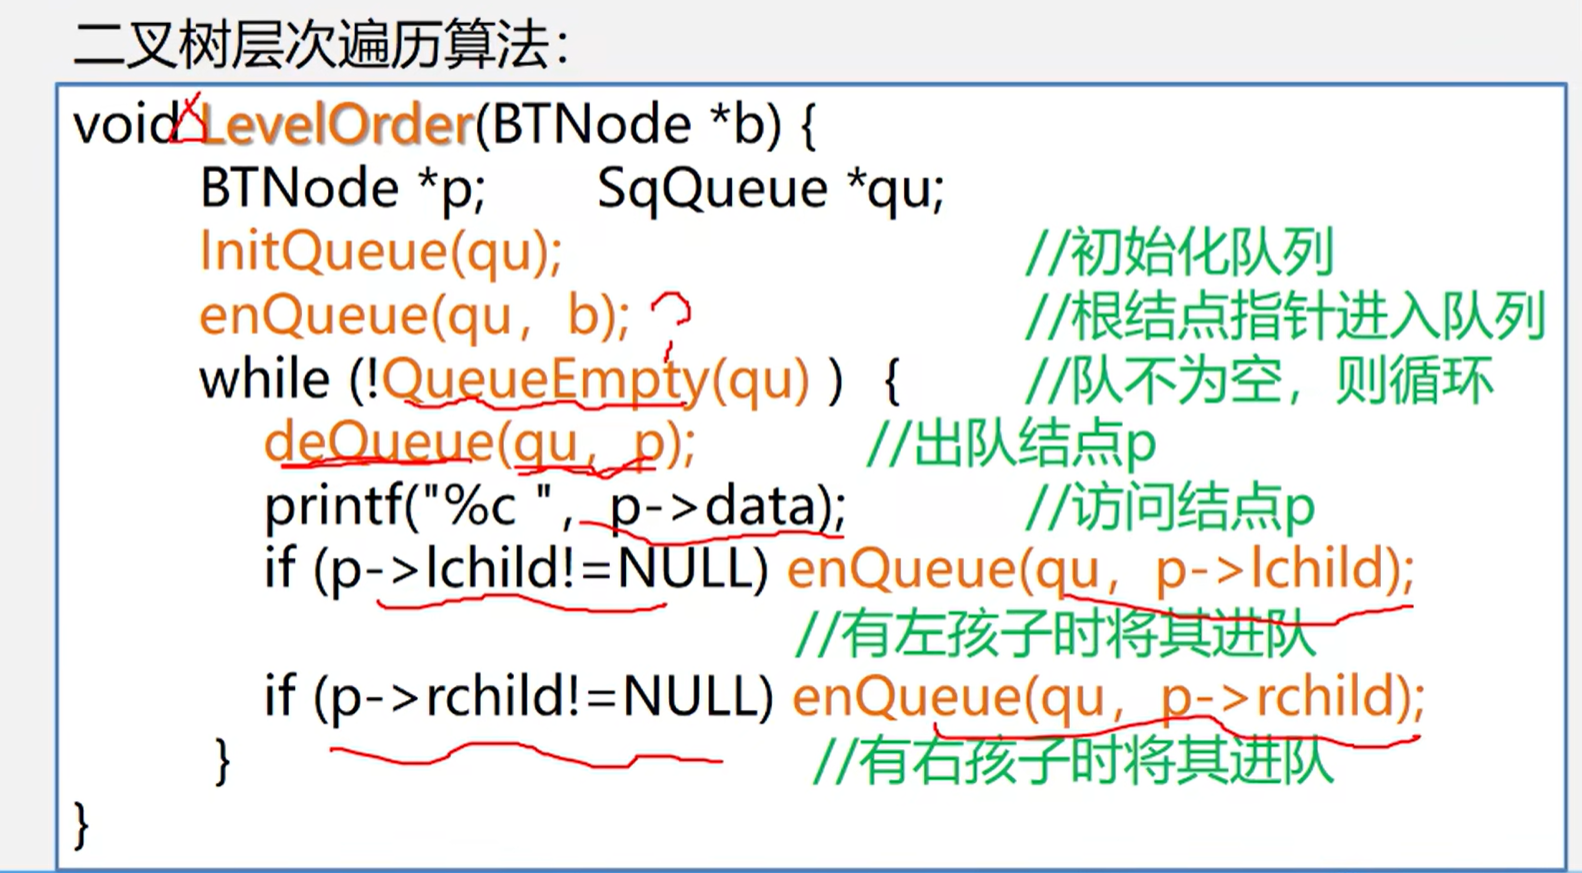 二叉树层次遍历算法：
void LevelOrder(BTNode *b) {
BTNode *p; SqQueue *qu;
InitQueue(qu); //初始化队列
enQueue(qu，b); //根结点指针进入队列
while (!QueueEmpty(qu) ) { //队不为空，则循环
deQueue(qu，p); //出队结点p
printf("%c ", p->data); //访问结点p
if (p->lchild!=NULL) enQueue(qu，p->lchild);
//有左孩子时将其进队
if (p->rchild!=NULL) enQueue(qu，p->rchild);
} //有右孩子时将其进队
}